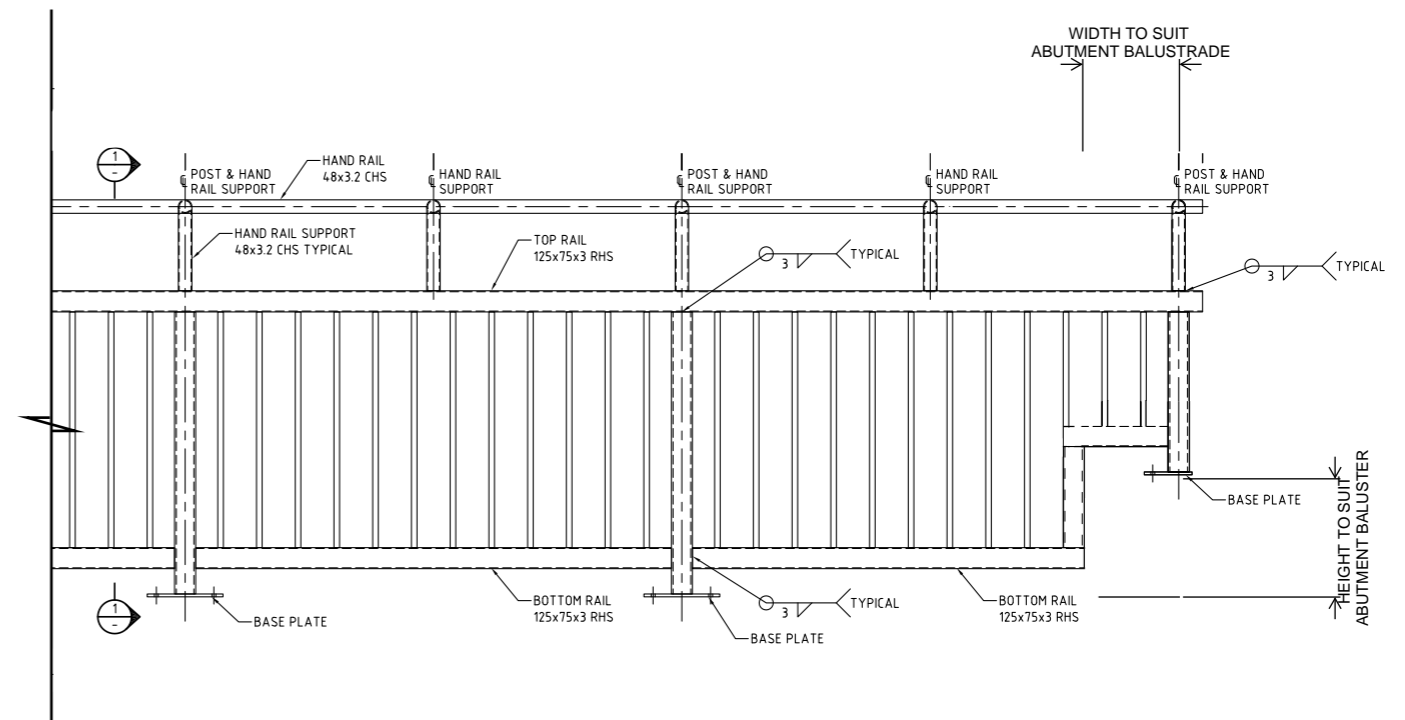 WIDTH TO SUIT
ABUTMENT BALUSTRADE
1
-
℄ POST & HAND
RAIL SUPPORT
HAND RAIL
48x3.2 CHS
℄ HAND RAIL
SUPPORT
℄ POST & HAND
RAIL SUPPORT
℄ HAND RAIL
SUPPORT
℄ POST & HAND
RAIL SUPPORT
HAND RAIL SUPPORT
48x3.2 CHS TYPICAL
TOP RAIL
125x75x3 RHS
3 TYPICAL
3 TYPICAL
BASE PLATE
HEIGHT TO SUIT
ABUTMENT BALUSTER
1
-
BASE PLATE
BOTTOM RAIL
125x75x3 RHS
3 TYPICAL
BASE PLATE
BOTTOM RAIL
125x75x3 RHS